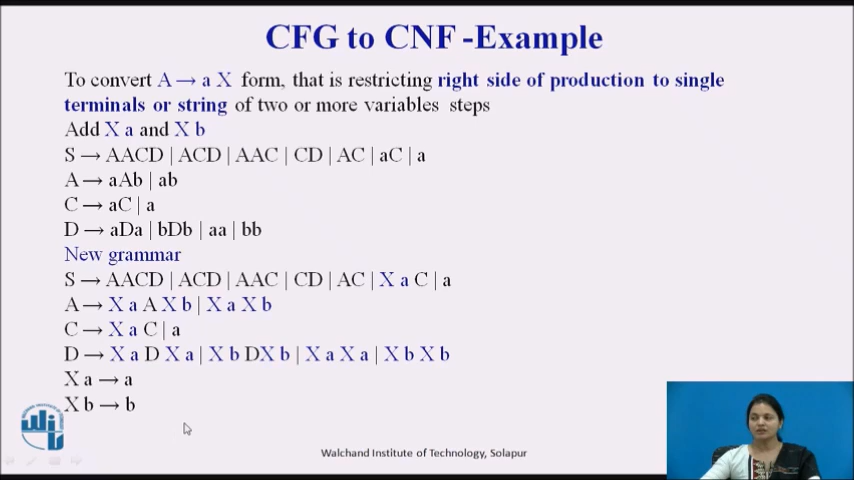 CFG to CNF -Example
To convert A → a X form, that is restricting right side of production to single
terminals or string of two or more variables steps
Add X a and X b
S → AACD | ACD | AAC | CD | AC | aC | a
A → aAb | ab
C → aC | a
D → aDa | bDb | aa | bb
New grammar
S → AACD | ACD | AAC | CD | AC | X a C | a
A → X a A X b | X a X b
C → X a C | a
D → X a D X a | X b DX b | X a X a | X b X b
X a → a
X b → b
Walchand Institute of Technology, Solapur